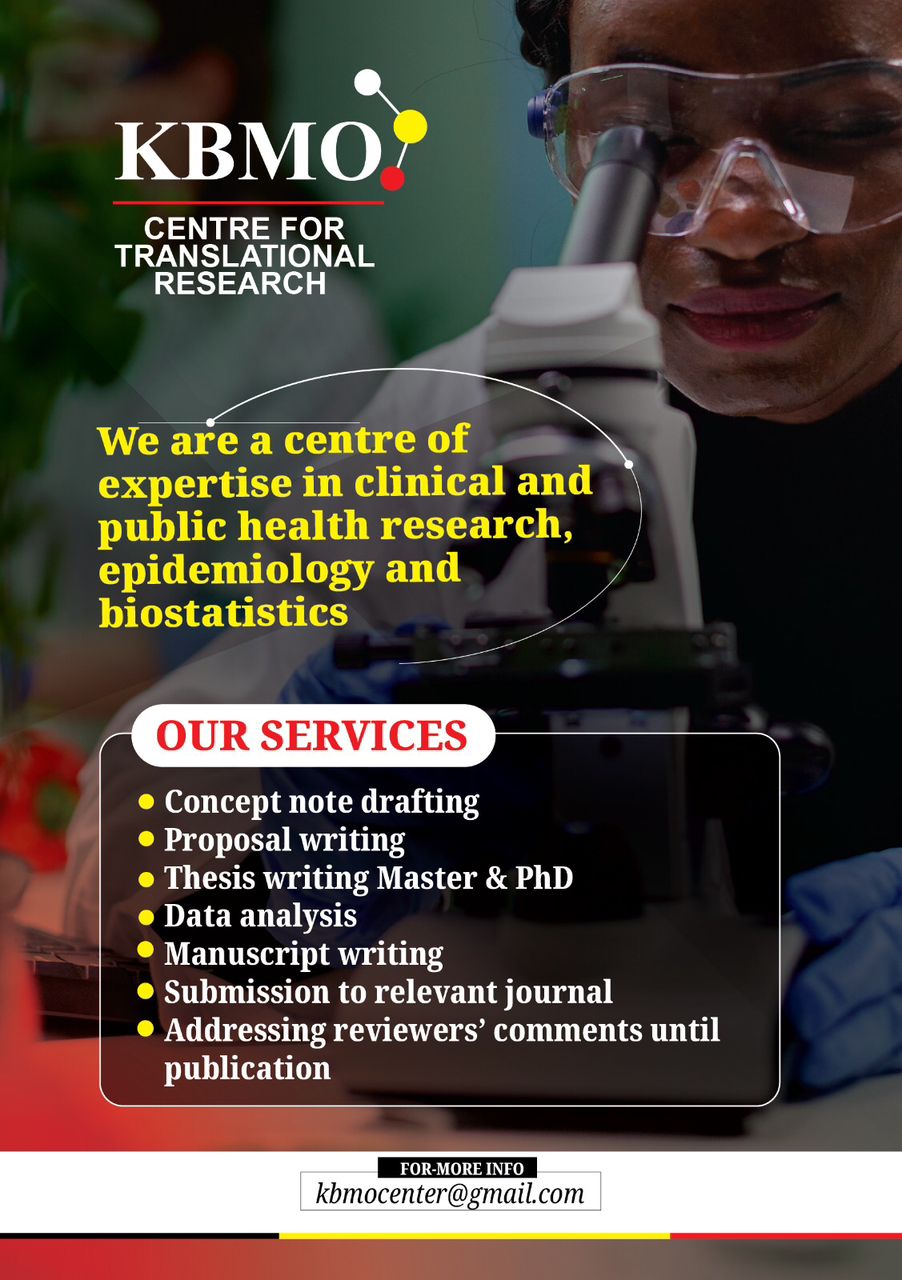 KBMO
CENTRE FOR
TRANSLATIONAL
RESEARCH
We are a centre of
expertise in clinical and
public health research,
epidemiology and
biostatistics
OUR SERVICES
Concept note drafting
Proposal writing
Thesis writing Master & PhD
Data analysis
Manuscript writing
Submission to relevant journal
Addressing reviewers’ comments until
publication
FOR-MORE INFO
kbmocenter@gmail.com